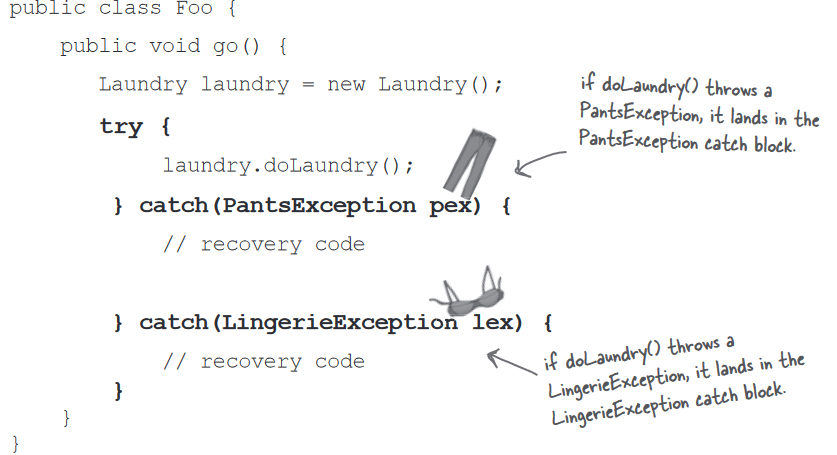 public class Foo {
public void go() {
Laundry laundry = new Laundry();
try {
laundry.doLaundry();
} catch(PantsException pex) {
// recovery code
} catch(LingerieException lex) {
// recovery code
}
}
}
if doLaundry() throws a
PantsException, it lands in the
PantsException catch block.
if doLaundry() throws a
LingerieException, it lands in the
LingerieException catch block.